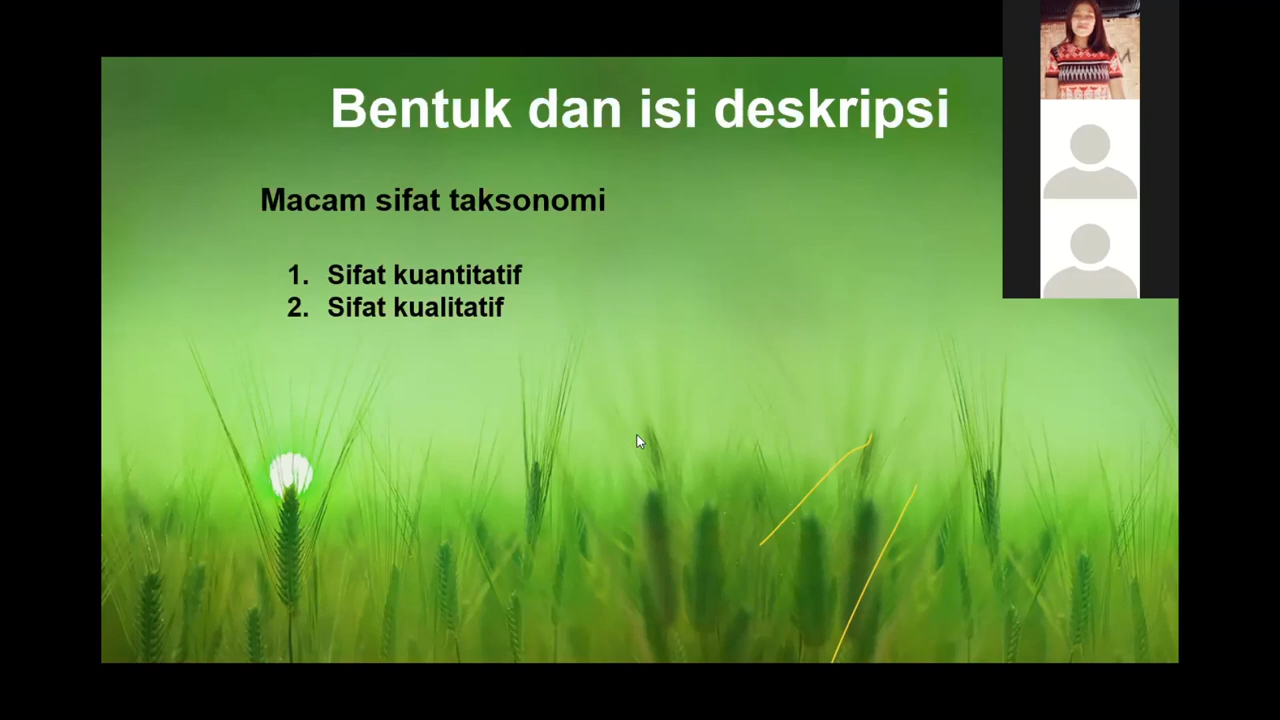 Bentuk dan isi deskripsi
Macam sifat taksonomi
1. Sifat kuantitatif
2. Sifat kualitatif